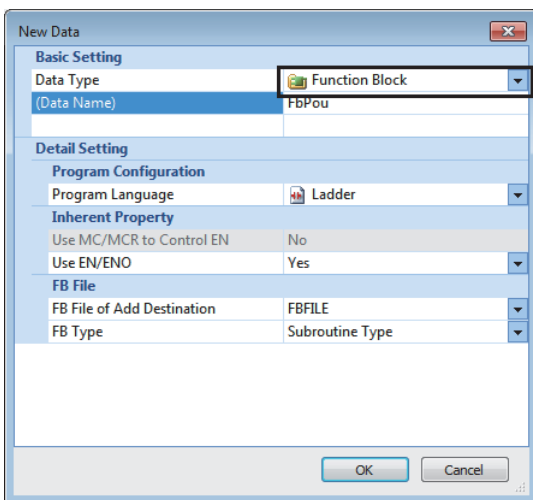 New Data
Basic Setting
Data Type Function Block
(Data Name) FbPou
Detail Setting
Program Configuration
Program Language Ladder
Inherent Property
Use MC/MCR to Control EN No
Use EN/ENO Yes
FB File
FB File of Add Destination FBFILE
FB Type Subroutine Type
OK Cancel